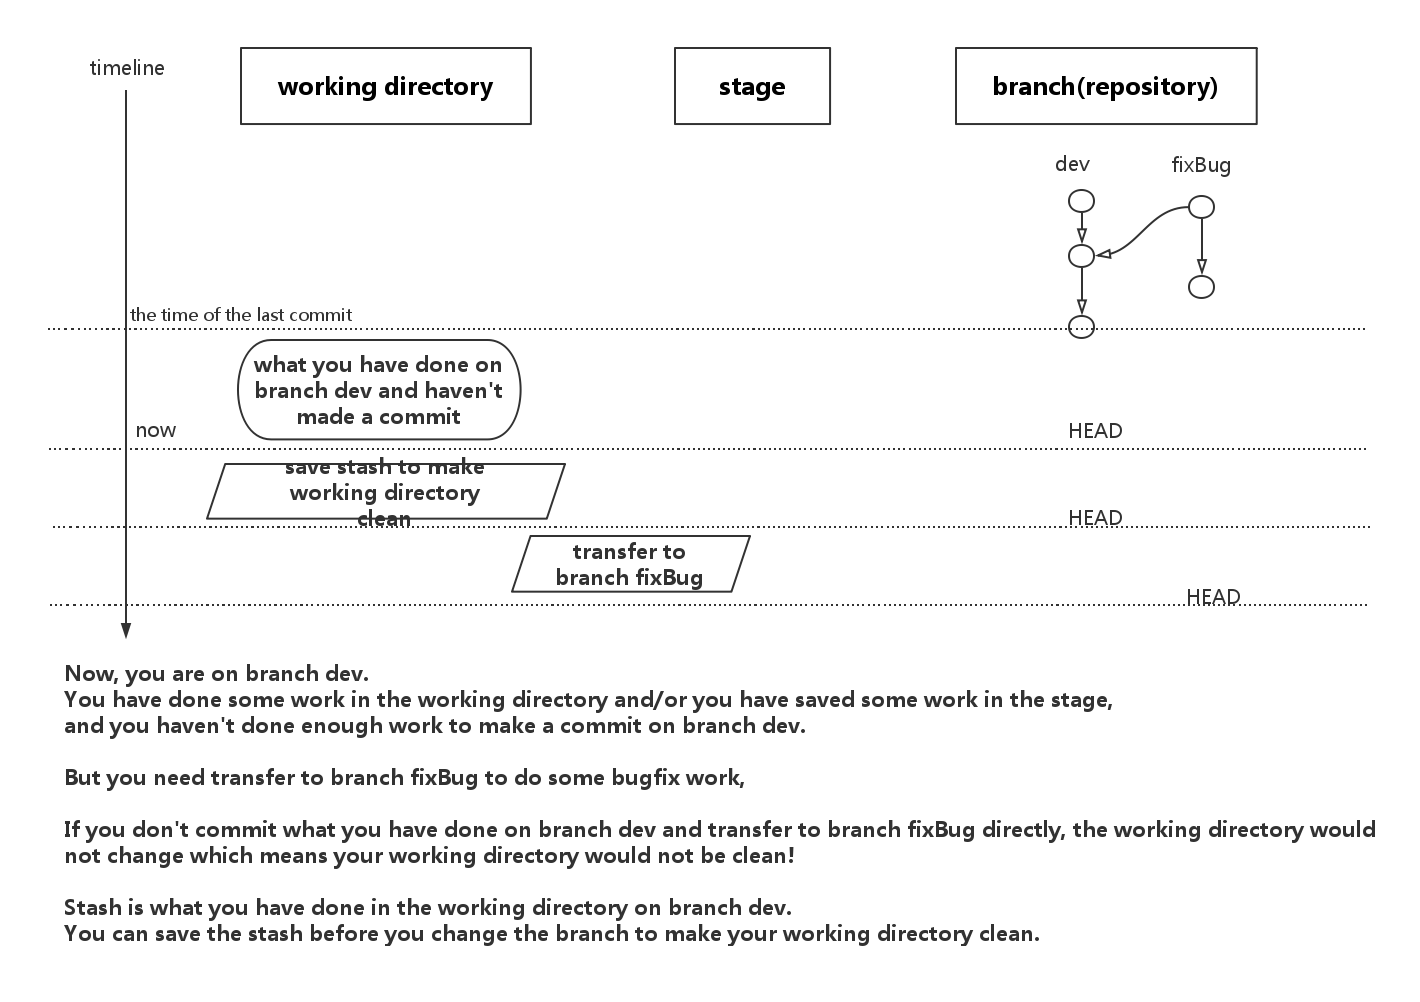 timeline
working directory
stage
branch(repository)
dev
fixBug
the time of the last commit
what you have done on
branch dev and haven't
made a commit
now
HEAD
save stash to make
working directory
clean
HEAD
transfer to
branch fixBug
HEAD
Now, you are on branch dev.
You have done some work in the working directory and/or you have saved some work in the stage,
and you haven't done enough work to make a commit on branch dev.
But you need transfer to branch fixBug to do some bugfix work,
If you don't commit what you have done on branch dev and transfer to branch fixBug directly, the working directory would
not change which means your working directory would not be clean!
Stash is what you have done in the working directory on branch dev.
You can save the stash before you change the branch to make your working directory clean.